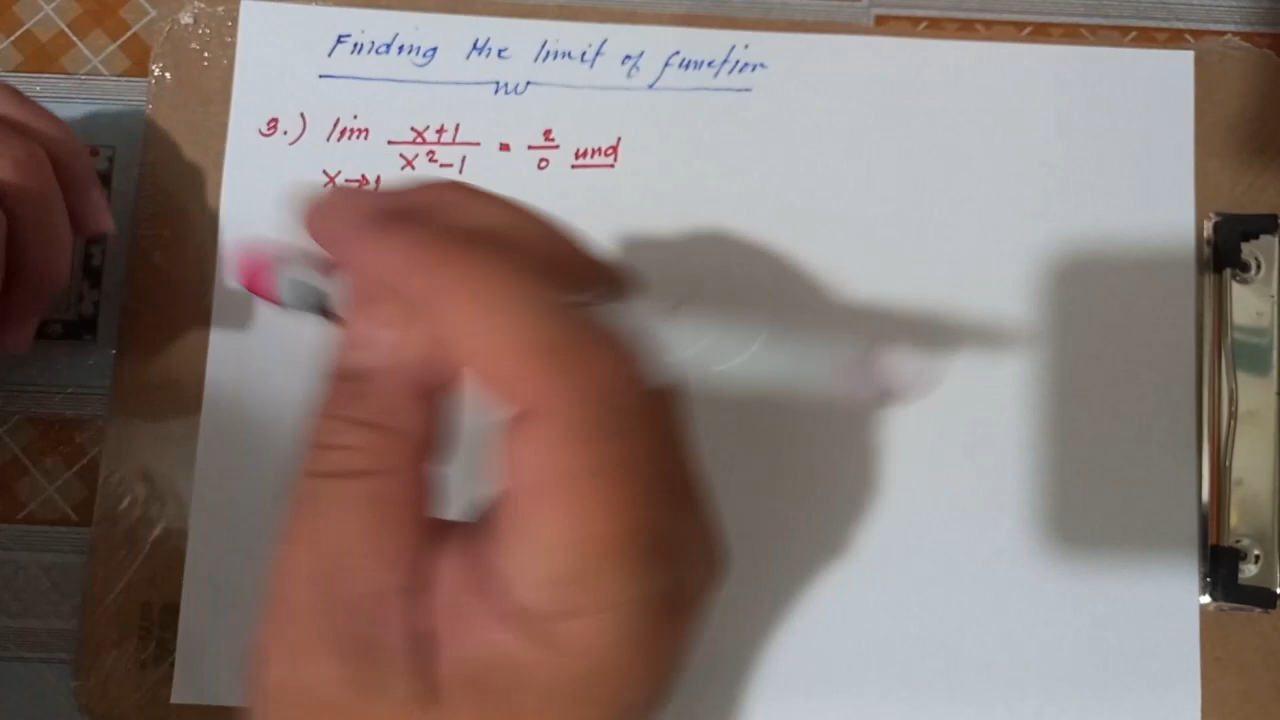 Finding the limit of function
3.) lim x+1 / x²-1 = 2/0 und
x→1